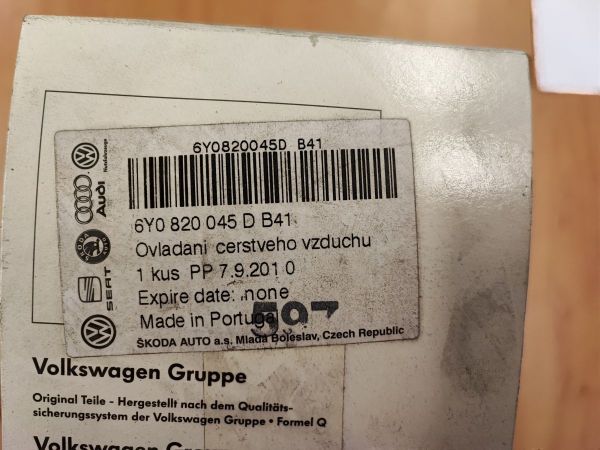 6Y0820045D B41
6Y0 820 045 D B41
Ovladani cerstveho vzduchu
1 kus PP 7.9.2010
Expire date: none
Made in Portugal
597
ŠKODA AUTO a.s. Mladá Boleslav, Czech Republic
Audi
SEAT
Volkswagen Gruppe
Original Teile - Hergestellt nach dem Qualitäts-
sicherungssystem der Volkswagen Gruppe • Formel Q
Volkswagen